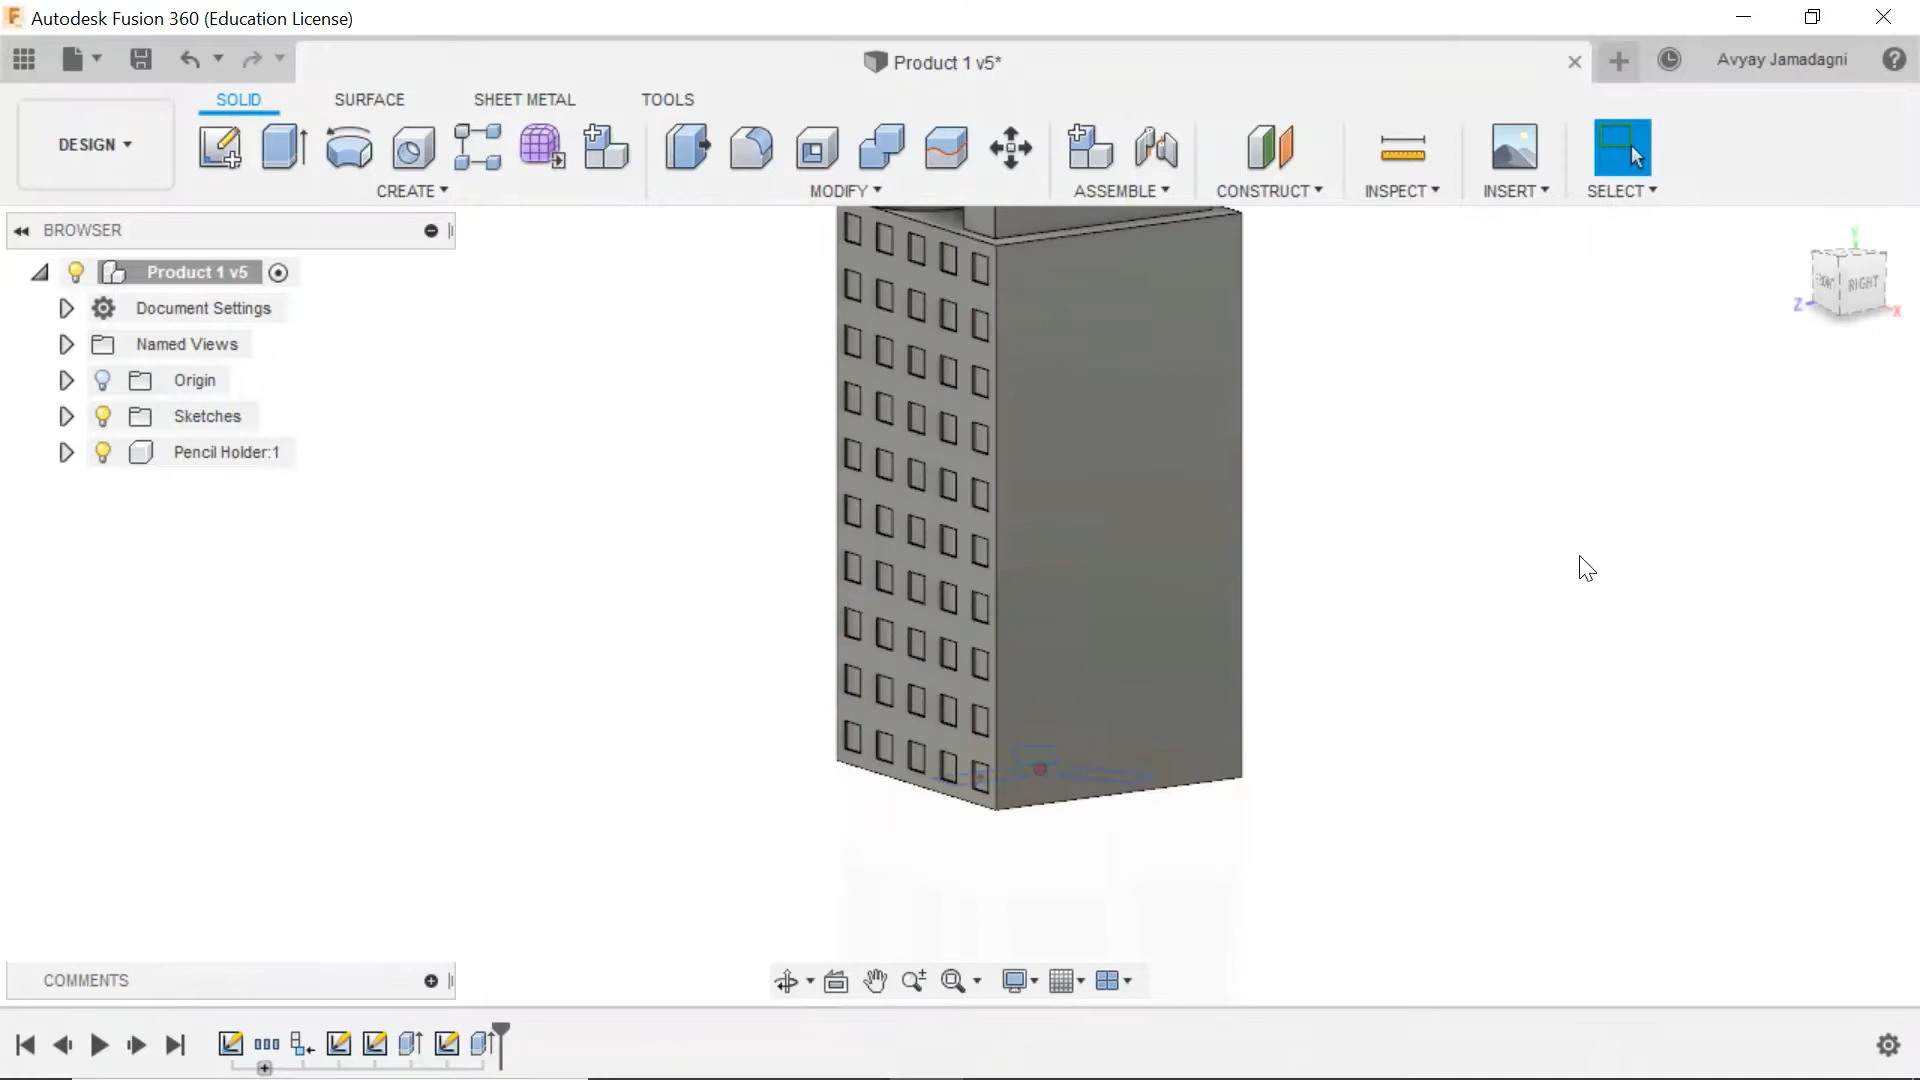 Autodesk Fusion 360 (Education License)
Product 1 v5*
Avyay Jamadagni
SOLID SURFACE SHEET METAL TOOLS
DESIGN
CREATE MODIFY ASSEMBLE CONSTRUCT INSPECT INSERT SELECT
BROWSER
Product 1 v5
Document Settings
Named Views
Origin
Sketches
Pencil Holder:1
Y
FRONT RIGHT
Z X
COMMENTS